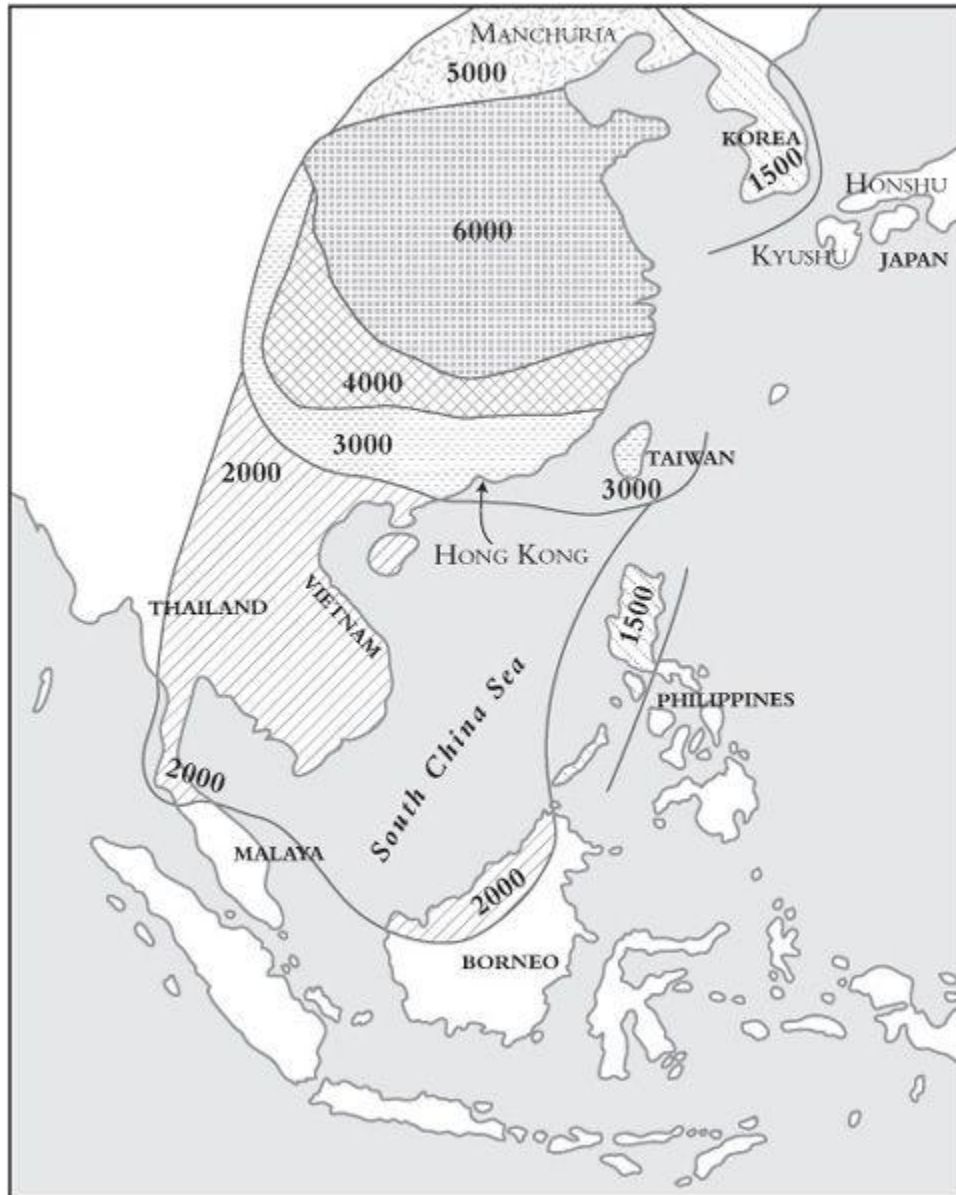 MANCHURIA
5000
KOREA
1500
HONSHU
6000
KYUSHU
JAPAN
4000
3000
2000
TAIWAN
3000
HONG KONG
THAILAND
VIETNAM
1500
South China Sea
PHILIPPINES
2000
MALAYA
2000
BORNEO